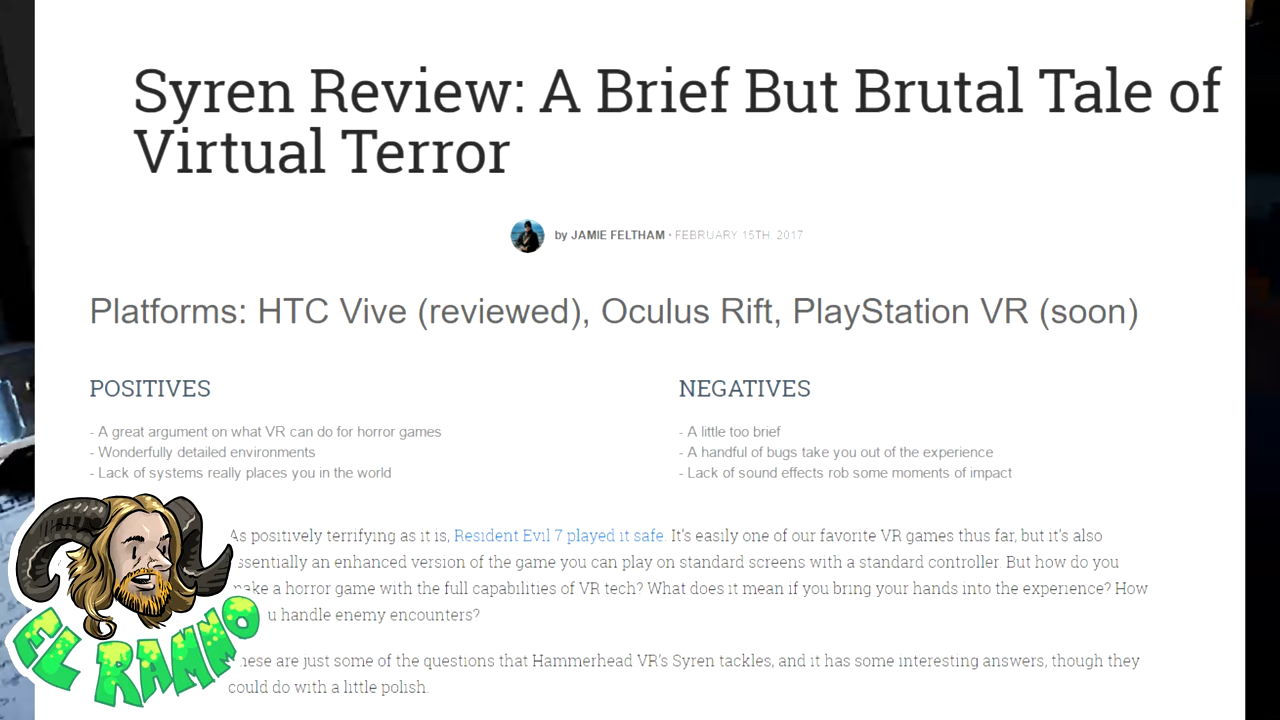 Syren Review: A Brief But Brutal Tale of
Virtual Terror
by JAMIE FELTHAM · FEBRUARY 15TH, 2017
Platforms: HTC Vive (reviewed), Oculus Rift, PlayStation VR (soon)
POSITIVES
- A great argument on what VR can do for horror games
- Wonderfully detailed environments
- Lack of systems really places you in the world
NEGATIVES
- A little too brief
- A handful of bugs take you out of the experience
- Lack of sound effects rob some moments of impact
As positively terrifying as it is, Resident Evil 7 played it safe. It's easily one of our favorite VR games thus far, but it's also
essentially an enhanced version of the game you can play on standard screens with a standard controller. But how do you
make a horror game with the full capabilities of VR tech? What does it mean if you bring your hands into the experience? How
u handle enemy encounters?
These are just some of the questions that Hammerhead VR's Syren tackles, and it has some interesting answers, though they
could do with a little polish.
EL RAMMO